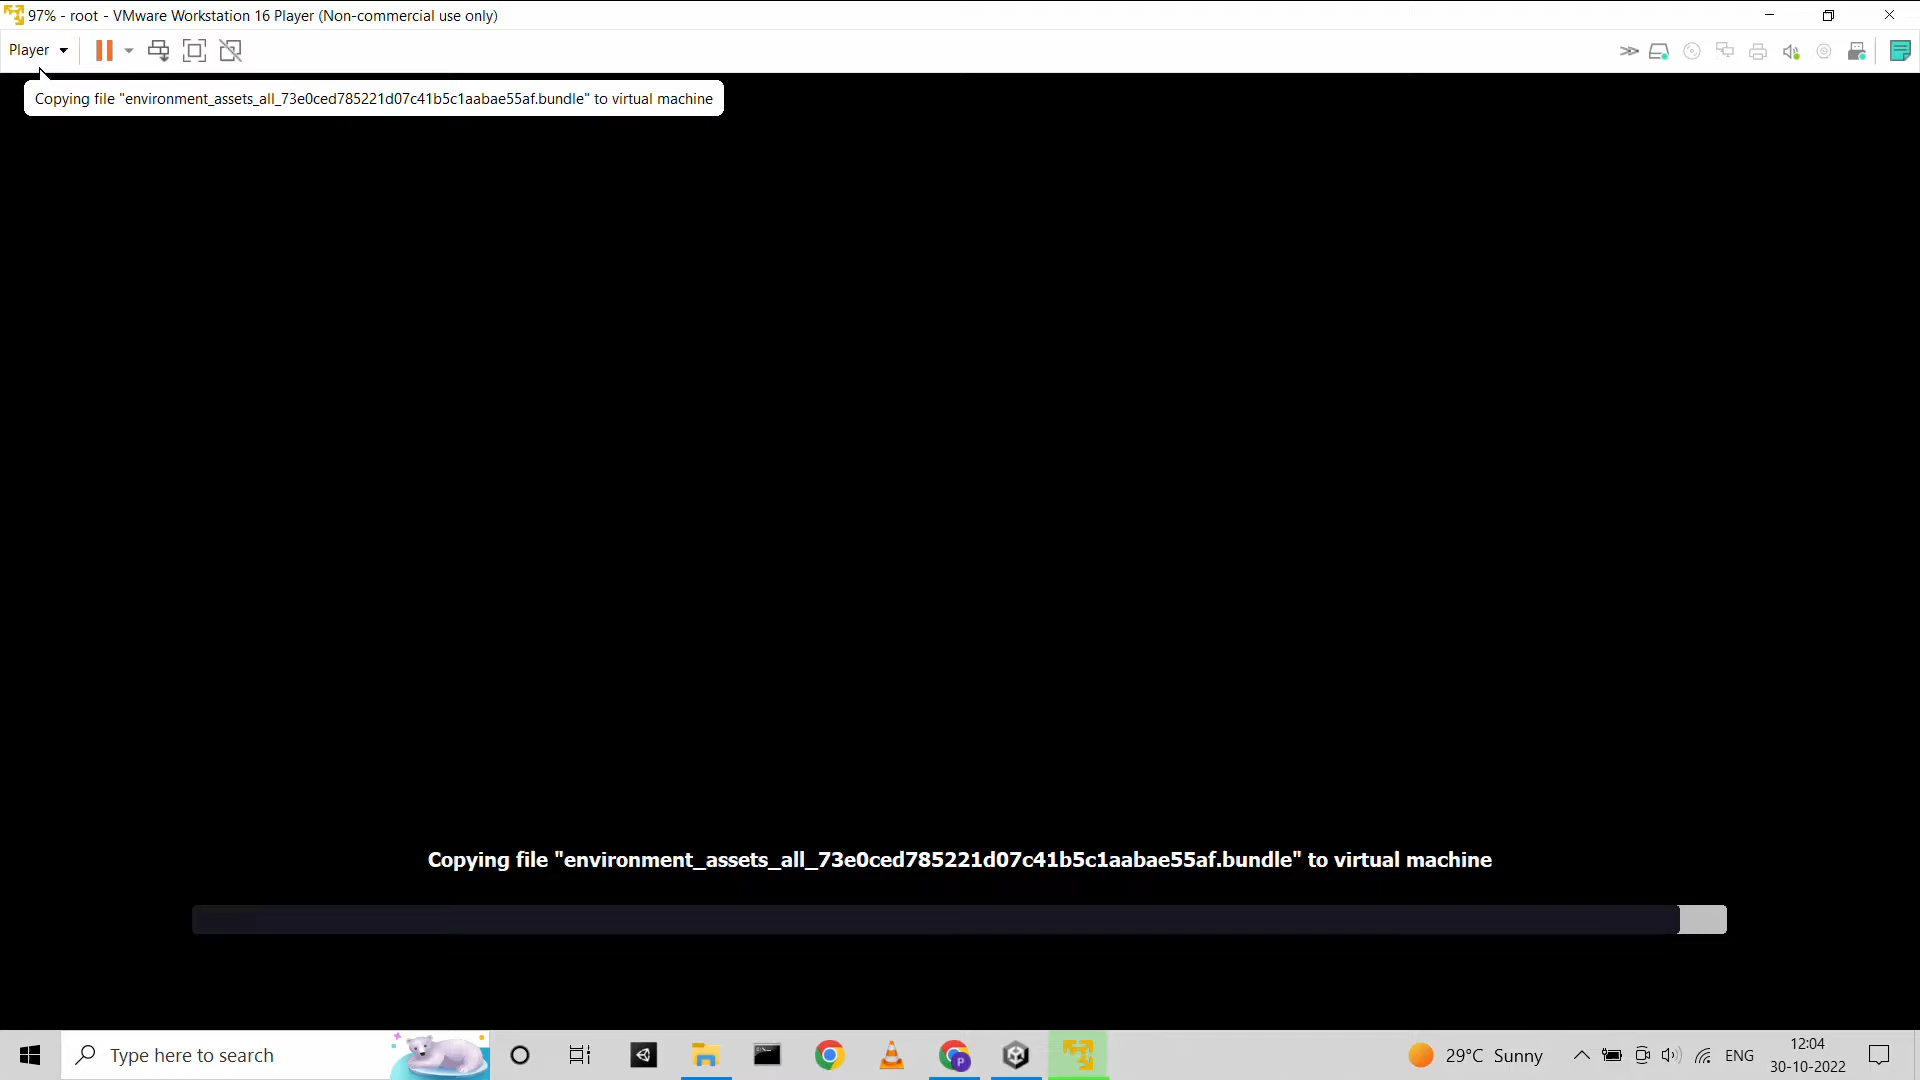 97% - root - VMware Workstation 16 Player (Non-commercial use only)
Player
Copying file "environment_assets_all_73e0ced785221d07c41b5c1aabae55af.bundle" to virtual machine
Copying file "environment_assets_all_73e0ced785221d07c41b5c1aabae55af.bundle" to virtual machine
Type here to search
P
29°C Sunny
ENG
12:04
30-10-2022